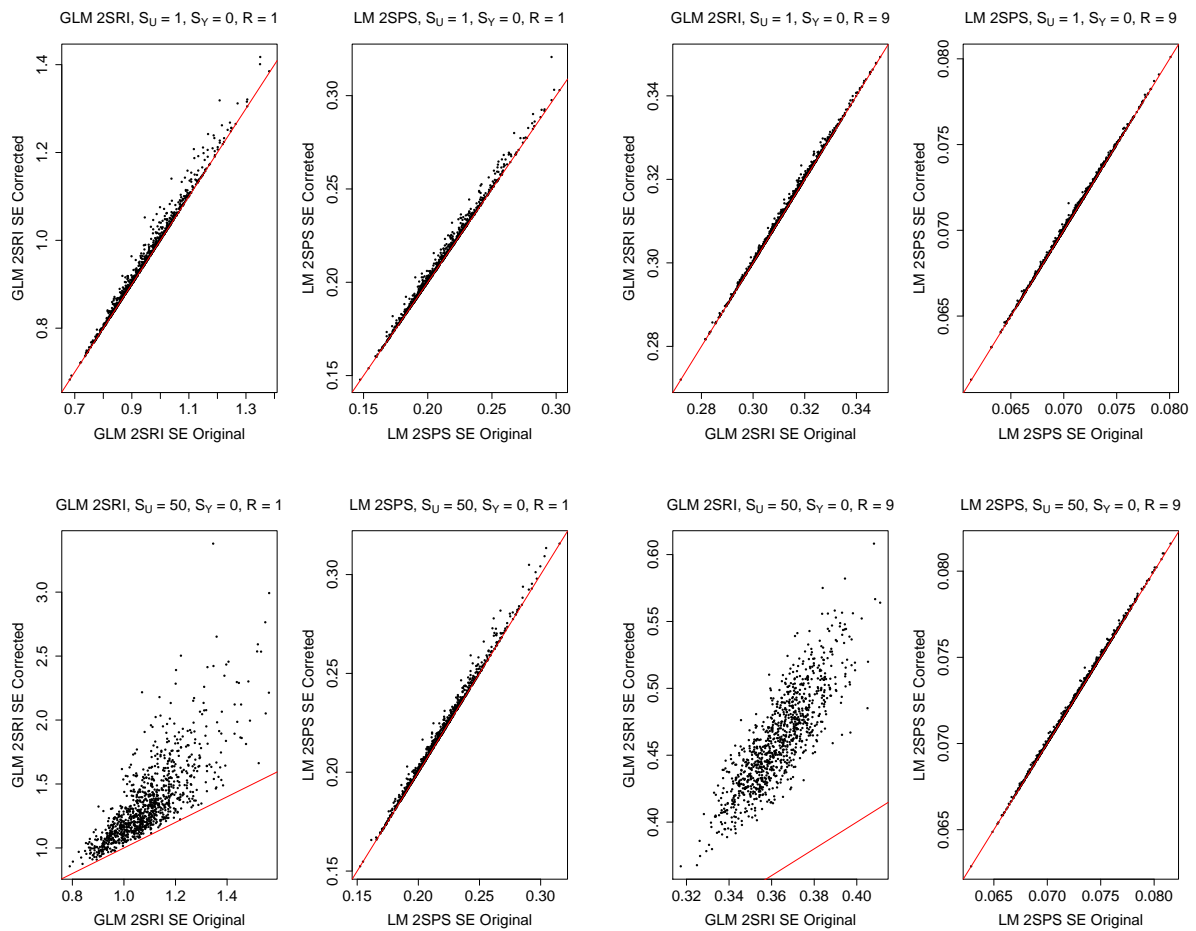 GLM 2SRI, S_U = 1, S_Y = 0, R = 1
GLM 2SRI SE Corrected
0.8 1.0 1.2 1.4
0.7 0.9 1.1 1.3
GLM 2SRI SE Original
LM 2SPS, S_U = 1, S_Y = 0, R = 1
LM 2SPS SE Correted
0.15 0.20 0.25 0.30
0.15 0.20 0.25 0.30
LM 2SPS SE Original
GLM 2SRI, S_U = 1, S_Y = 0, R = 9
GLM 2SRI SE Corrected
0.28 0.30 0.32 0.34
0.28 0.30 0.32 0.34
GLM 2SRI SE Original
LM 2SPS, S_U = 1, S_Y = 0, R = 9
LM 2SPS SE Correted
0.065 0.070 0.075 0.080
0.065 0.070 0.075 0.080
LM 2SPS SE Original
GLM 2SRI, S_U = 50, S_Y = 0, R = 1
GLM 2SRI SE Corrected
1.0 1.5 2.0 2.5 3.0
0.8 1.0 1.2 1.4
GLM 2SRI SE Original
LM 2SPS, S_U = 50, S_Y = 0, R = 1
LM 2SPS SE Correted
0.15 0.20 0.25 0.30
0.15 0.20 0.25 0.30
LM 2SPS SE Original
GLM 2SRI, S_U = 50, S_Y = 0, R = 9
GLM 2SRI SE Corrected
0.40 0.45 0.50 0.55 0.60
0.32 0.34 0.36 0.38 0.40
GLM 2SRI SE Original
LM 2SPS, S_U = 50, S_Y = 0, R = 9
LM 2SPS SE Correted
0.065 0.070 0.075 0.080
0.065 0.070 0.075 0.080
LM 2SPS SE Original